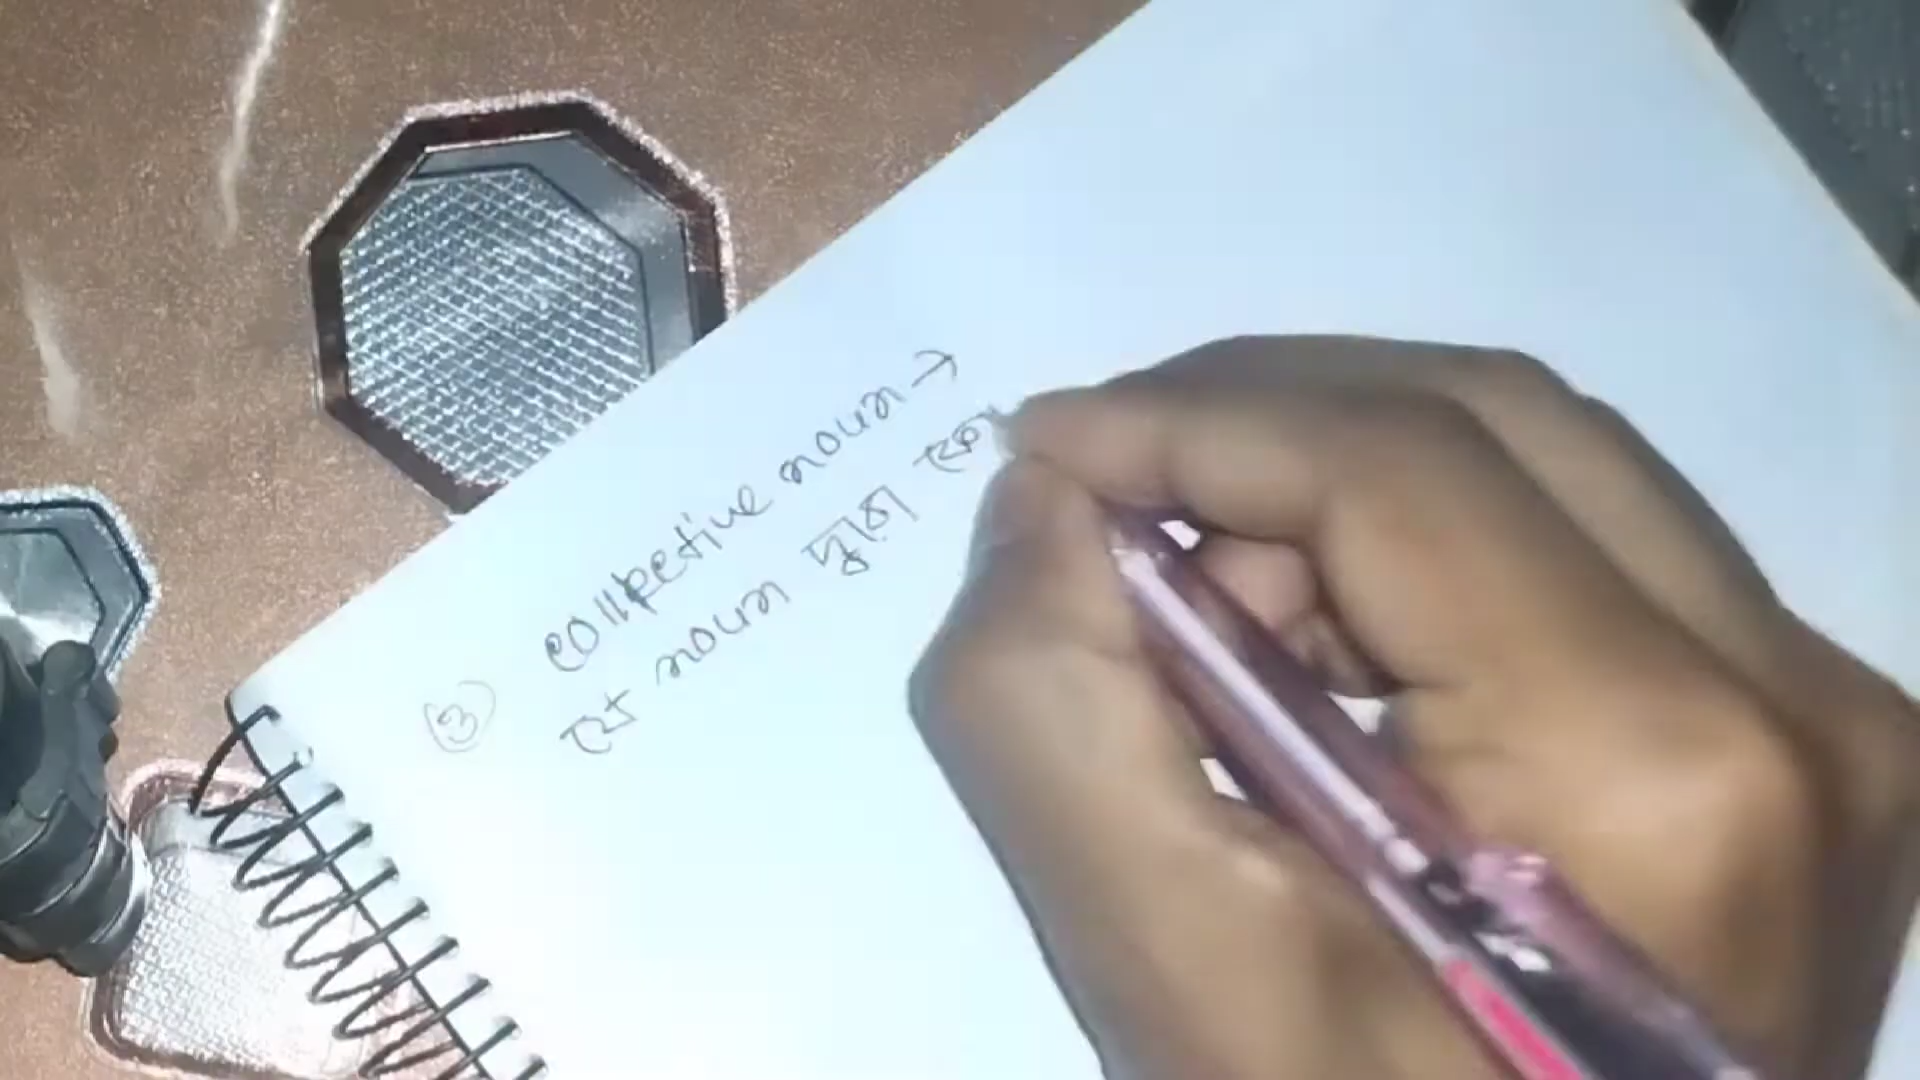 ③ collective noun →
যে noun দ্বারা কোন